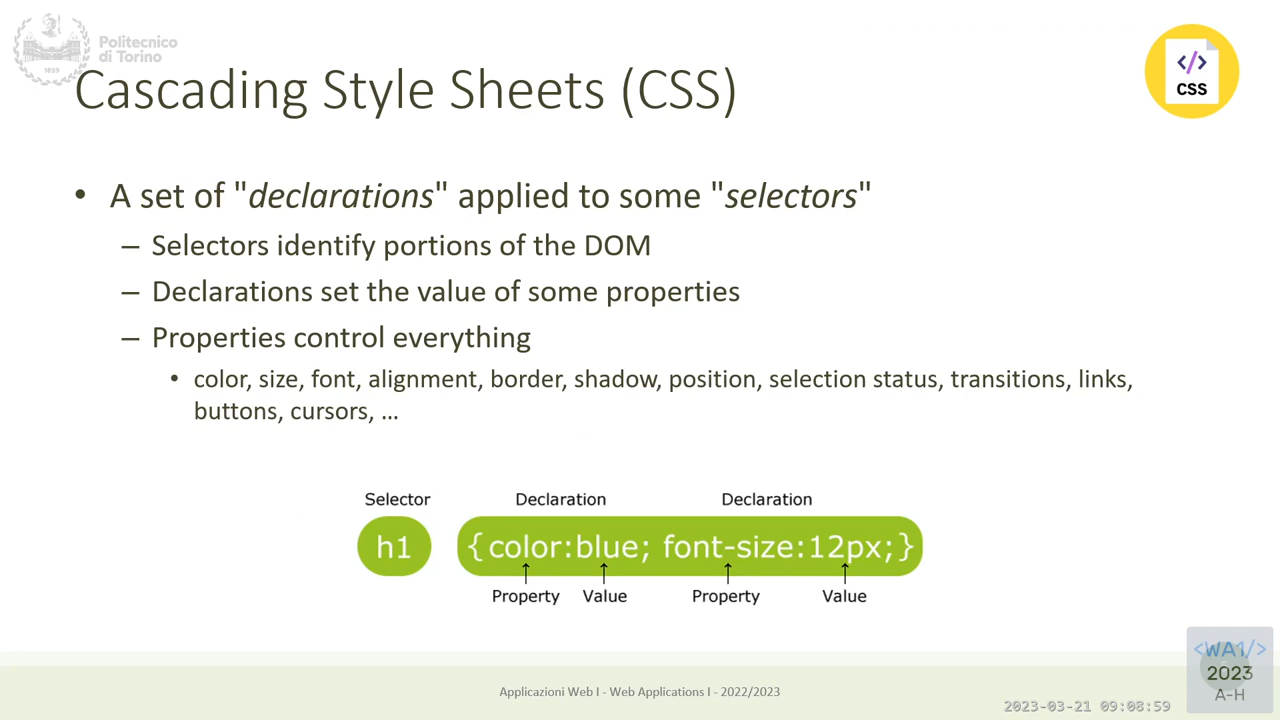 Politecnico
di Torino
1859
Cascading Style Sheets (CSS)
</>
CSS
• A set of "declarations" applied to some "selectors"
– Selectors identify portions of the DOM
– Declarations set the value of some properties
– Properties control everything
• color, size, font, alignment, border, shadow, position, selection status, transitions, links,
buttons, cursors, …
Selector Declaration Declaration
h1 {color:blue; font-size:12px;}
Property Value Property Value
Applicazioni Web I - Web Applications I - 2022/2023
<WA1/>
2023
A-H
2023-03-21 09:08:59